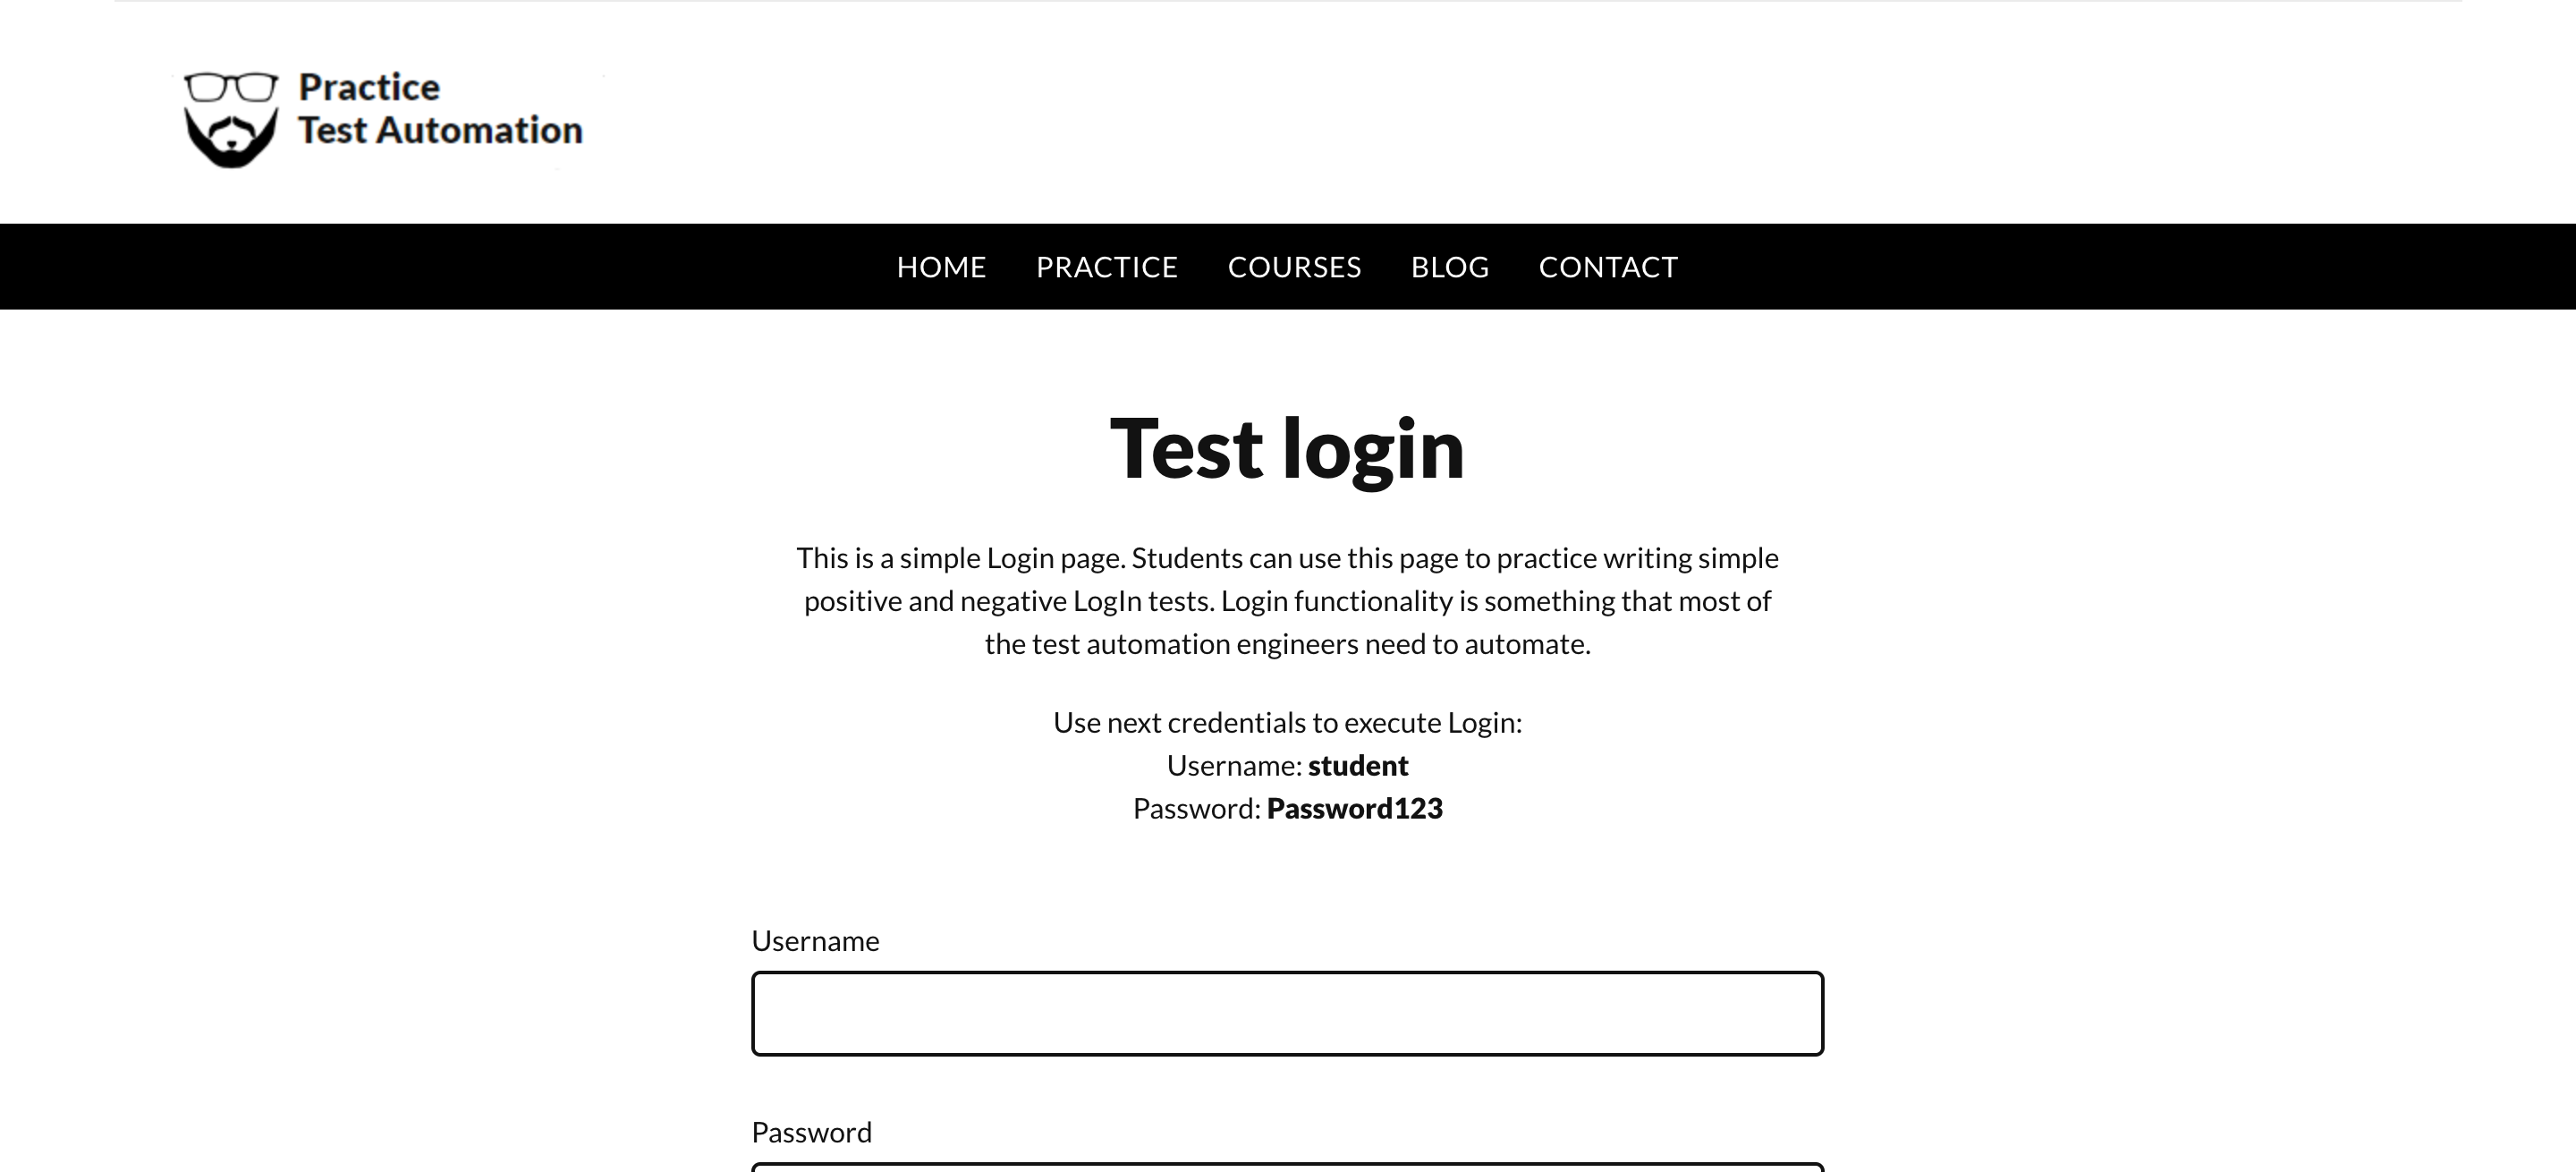 Practice
Test Automation
HOME PRACTICE COURSES BLOG CONTACT
Test login
This is a simple Login page. Students can use this page to practice writing simple
positive and negative LogIn tests. Login functionality is something that most of
the test automation engineers need to automate.
Use next credentials to execute Login:
Username: student
Password: Password123
Username
Password